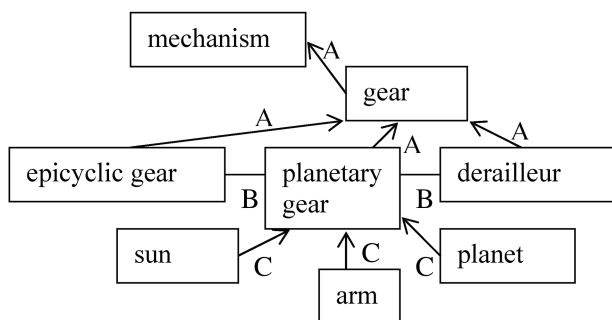 mechanism
A
gear
A
A
A
epicyclic gear
B
planetary
gear
B
derailleur
sun
C
C
arm
C
planet